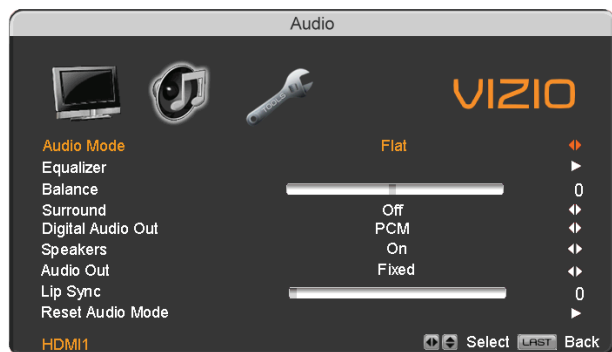 Audio
TOOLS
VIZIO
Audio Mode Flat
Equalizer
Balance 0
Surround Off
Digital Audio Out PCM
Speakers On
Audio Out Fixed
Lip Sync 0
Reset Audio Mode
HDMI1 Select LAST Back